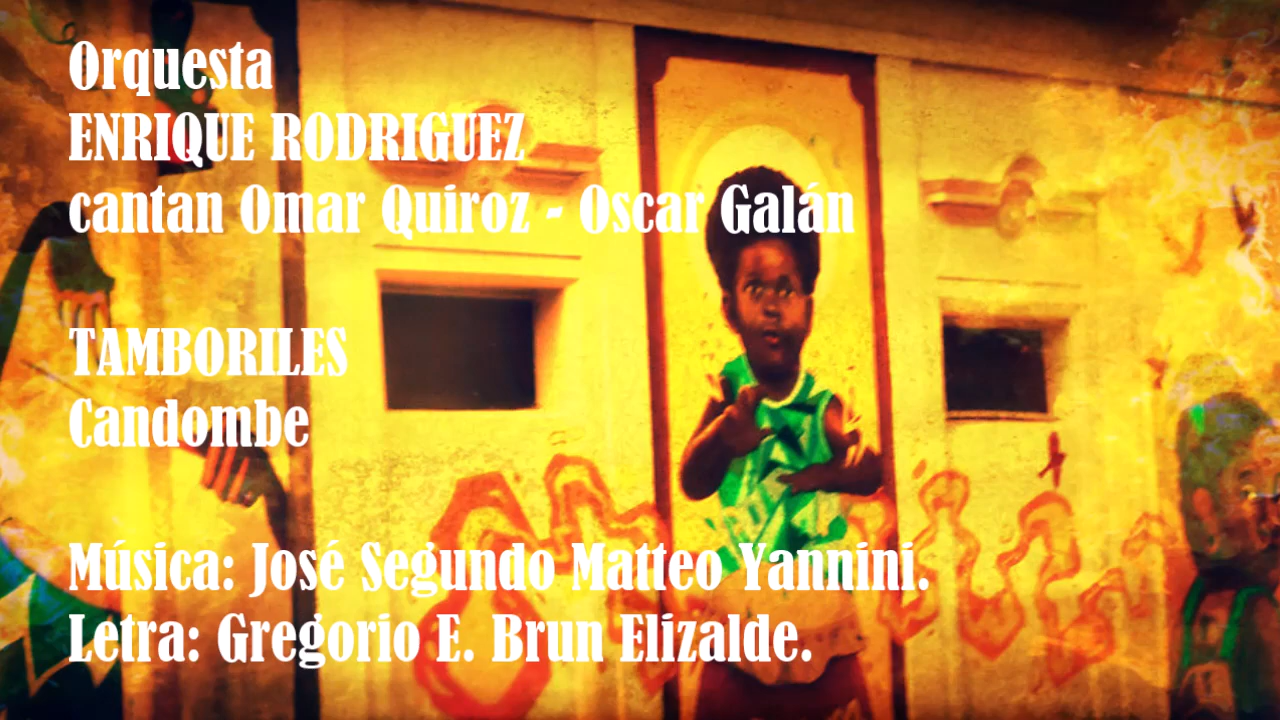 Orquesta
ENRIQUE RODRIGUEZ
cantan Omar Quiroz - Oscar Galán
TAMBORILES
Candombe
Música: José Segundo Matteo Yannini.
Letra: Gregorio E. Brun Elizalde.